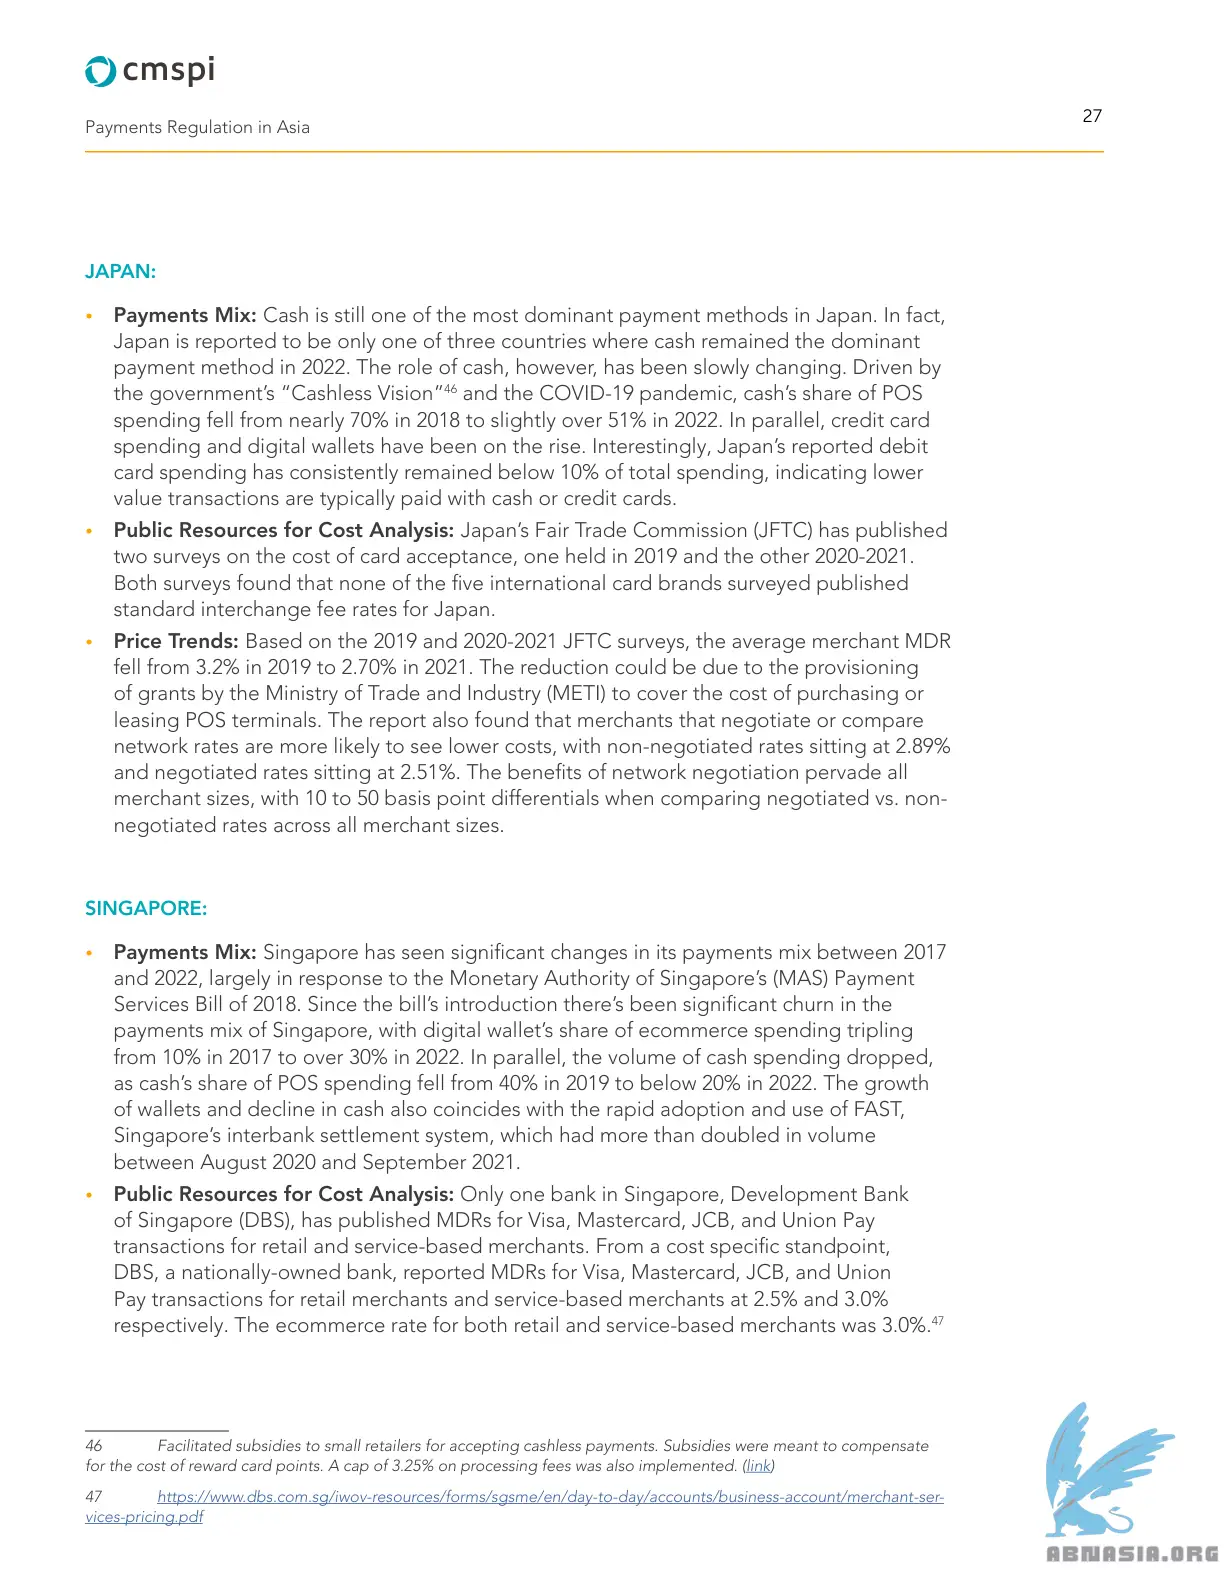 cmspi
Payments Regulation in Asia
27
JAPAN:
• Payments Mix: Cash is still one of the most dominant payment methods in Japan. In fact,
Japan is reported to be only one of three countries where cash remained the dominant
payment method in 2022. The role of cash, however, has been slowly changing. Driven by
the government’s “Cashless Vision”46 and the COVID-19 pandemic, cash’s share of POS
spending fell from nearly 70% in 2018 to slightly over 51% in 2022. In parallel, credit card
spending and digital wallets have been on the rise. Interestingly, Japan’s reported debit
card spending has consistently remained below 10% of total spending, indicating lower
value transactions are typically paid with cash or credit cards.
• Public Resources for Cost Analysis: Japan’s Fair Trade Commission (JFTC) has published
two surveys on the cost of card acceptance, one held in 2019 and the other 2020-2021.
Both surveys found that none of the five international card brands surveyed published
standard interchange fee rates for Japan.
• Price Trends: Based on the 2019 and 2020-2021 JFTC surveys, the average merchant MDR
fell from 3.2% in 2019 to 2.70% in 2021. The reduction could be due to the provisioning
of grants by the Ministry of Trade and Industry (METI) to cover the cost of purchasing or
leasing POS terminals. The report also found that merchants that negotiate or compare
network rates are more likely to see lower costs, with non-negotiated rates sitting at 2.89%
and negotiated rates sitting at 2.51%. The benefits of network negotiation pervade all
merchant sizes, with 10 to 50 basis point differentials when comparing negotiated vs. non-
negotiated rates across all merchant sizes.
SINGAPORE:
• Payments Mix: Singapore has seen significant changes in its payments mix between 2017
and 2022, largely in response to the Monetary Authority of Singapore’s (MAS) Payment
Services Bill of 2018. Since the bill’s introduction there’s been significant churn in the
payments mix of Singapore, with digital wallet’s share of ecommerce spending tripling
from 10% in 2017 to over 30% in 2022. In parallel, the volume of cash spending dropped,
as cash’s share of POS spending fell from 40% in 2019 to below 20% in 2022. The growth
of wallets and decline in cash also coincides with the rapid adoption and use of FAST,
Singapore’s interbank settlement system, which had more than doubled in volume
between August 2020 and September 2021.
• Public Resources for Cost Analysis: Only one bank in Singapore, Development Bank
of Singapore (DBS), has published MDRs for Visa, Mastercard, JCB, and Union Pay
transactions for retail and service-based merchants. From a cost specific standpoint,
DBS, a nationally-owned bank, reported MDRs for Visa, Mastercard, JCB, and Union
Pay transactions for retail merchants and service-based merchants at 2.5% and 3.0%
respectively. The ecommerce rate for both retail and service-based merchants was 3.0%.47
46 Facilitated subsidies to small retailers for accepting cashless payments. Subsidies were meant to compensate
for the cost of reward card points. A cap of 3.25% on processing fees was also implemented. (link)
47 https://www.dbs.com.sg/iwov-resources/forms/sgsme/en/day-to-day/accounts/business-account/merchant-ser-
vices-pricing.pdf
ABNASIA.ORG